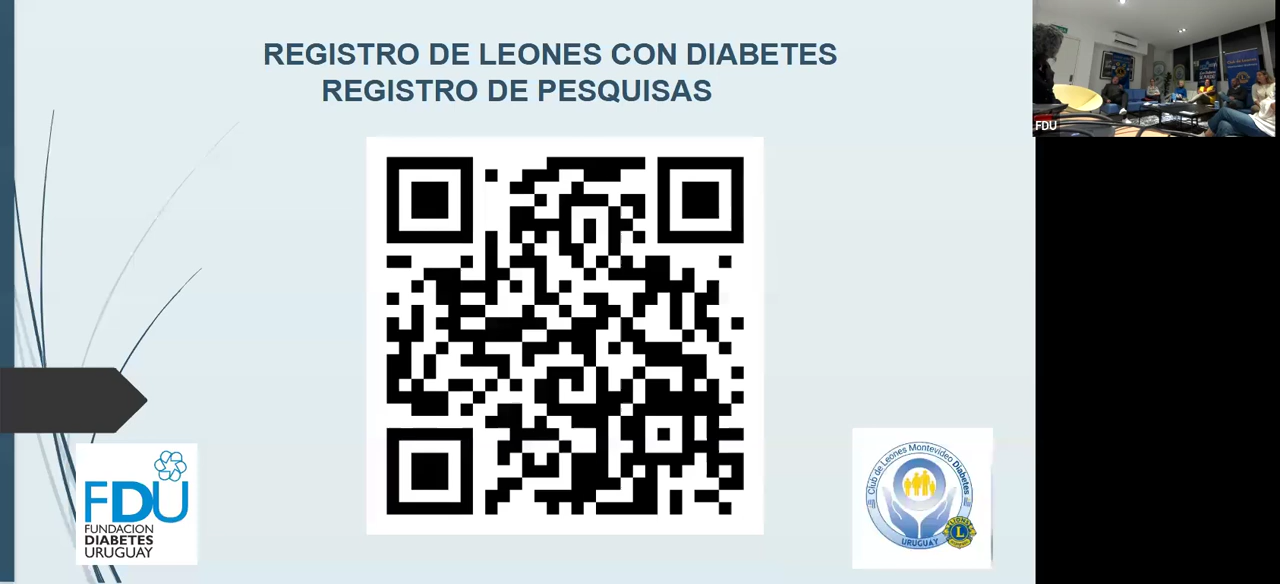 REGISTRO DE LEONES CON DIABETES
REGISTRO DE PESQUISAS
FDU
FDU
FUNDACION
DIABETES
URUGUAY
Club de Leones Montevideo Diabetes
URUGUAY
L